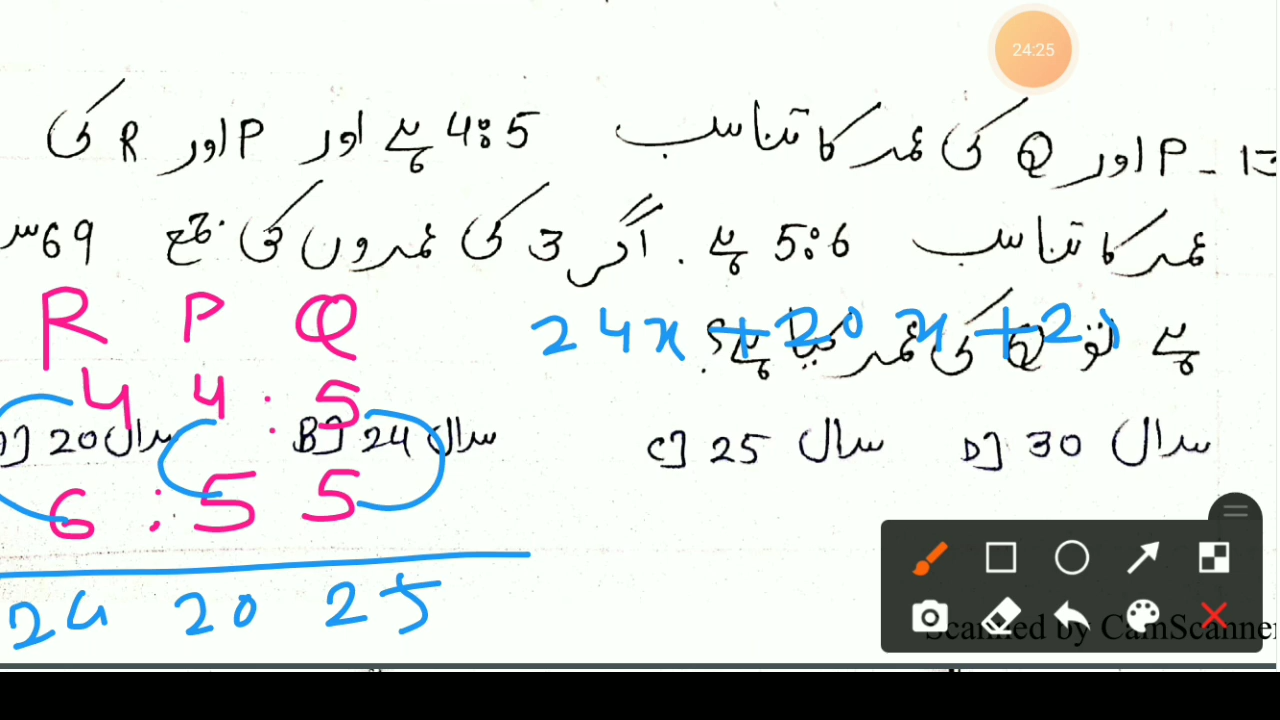 24:25
13 - P اور Q کی عمر کا تناسب 4:5 ہے اور P اور R کی
عمر کا تناسب 5:6 ہے. اگر 3 کی عمروں کی جمع 69
ہے تو Q کی عمر کیا ہے؟
24x + 20x + 2
R P Q
4 4 : 5
20 سال B] 24 سال C] 25 سال D] 30 سال
6 : 5 5
24 20 25
Scanned by CamScanner